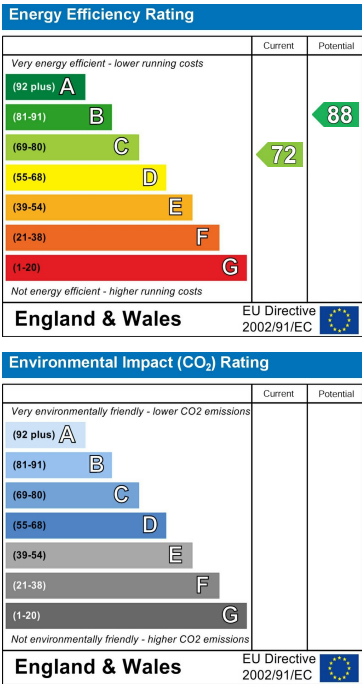 Energy Efficiency Rating
Current Potential
Very energy efficient - lower running costs
(92 plus) A
(81-91) B
88
(69-80) C
72
(55-68) D
(39-54) E
(21-38) F
(1-20) G
Not energy efficient - higher running costs
England & Wales
EU Directive
2002/91/EC
Environmental Impact (CO₂) Rating
Current Potential
Very environmentally friendly - lower CO2 emissions
(92 plus) A
(81-91) B
(69-80) C
(55-68) D
(39-54) E
(21-38) F
(1-20) G
Not environmentally friendly - higher CO2 emissions
England & Wales
EU Directive
2002/91/EC